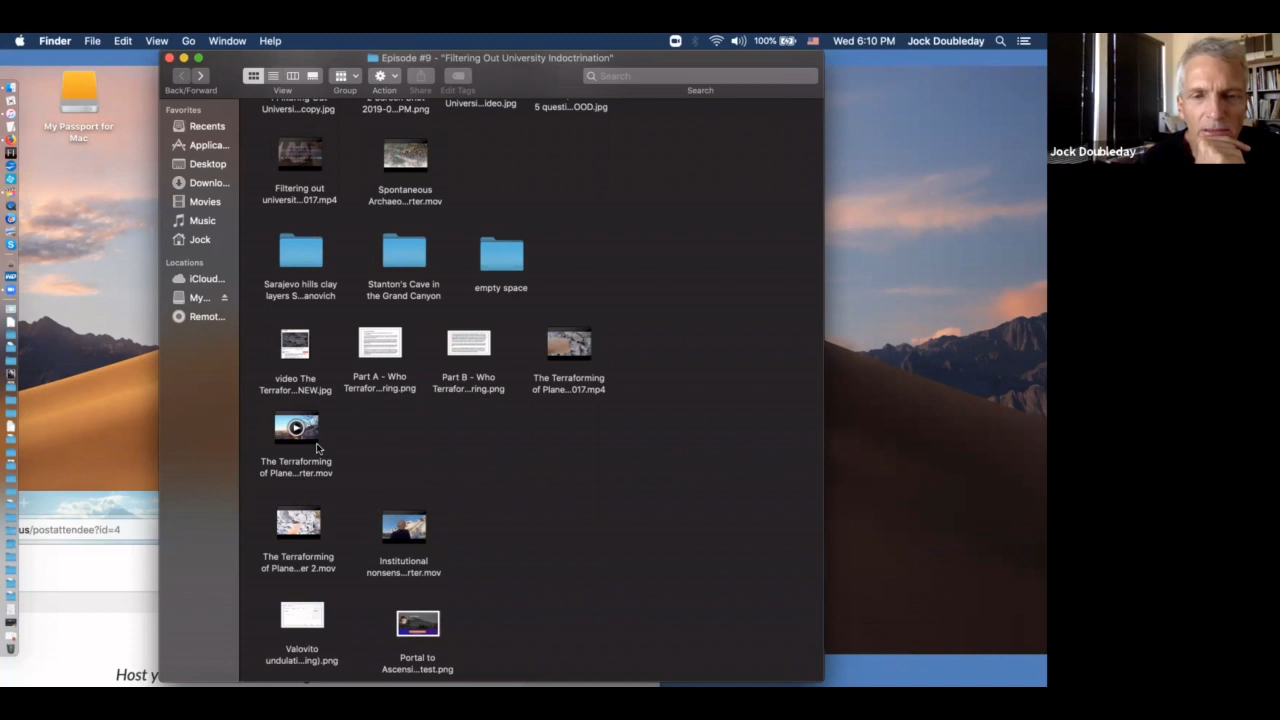 Finder File Edit View Go Window Help 100% Wed 6:10 PM Jock Doubleday
Episode #9 - "Filtering Out University Indoctrination"
Search
Back/Forward View Group Action Share Edit Tags Search
My Passport for
Mac
Favorites
Recents
Applica...
Desktop
Downlo...
Movies
Music
Jock
Locations
iCloud...
My...
Remot...
Universi...copy.jpg
2019-0...PM.png
Universi...ideo.jpg
5 questi...OOD.jpg
Filtering out
universit...017.mp4
Spontaneous
Archaeo...rter.mov
Sarajevo hills clay
layers S...anovich
Stanton's Cave in
the Grand Canyon
empty space
video The
Terrafor...NEW.jpg
Part A - Who
Terrafor...ring.png
Part B - Who
Terrafor...ring.png
The Terraforming
of Plane...017.mp4
The Terraforming
of Plane...rter.mov
The Terraforming
of Plane...er 2.mov
Institutional
nonsens...rter.mov
Valovito
undulati...ing).png
Portal to
Ascensi...test.png
us/postattendee?id=4
Host y
Jock Doubleday